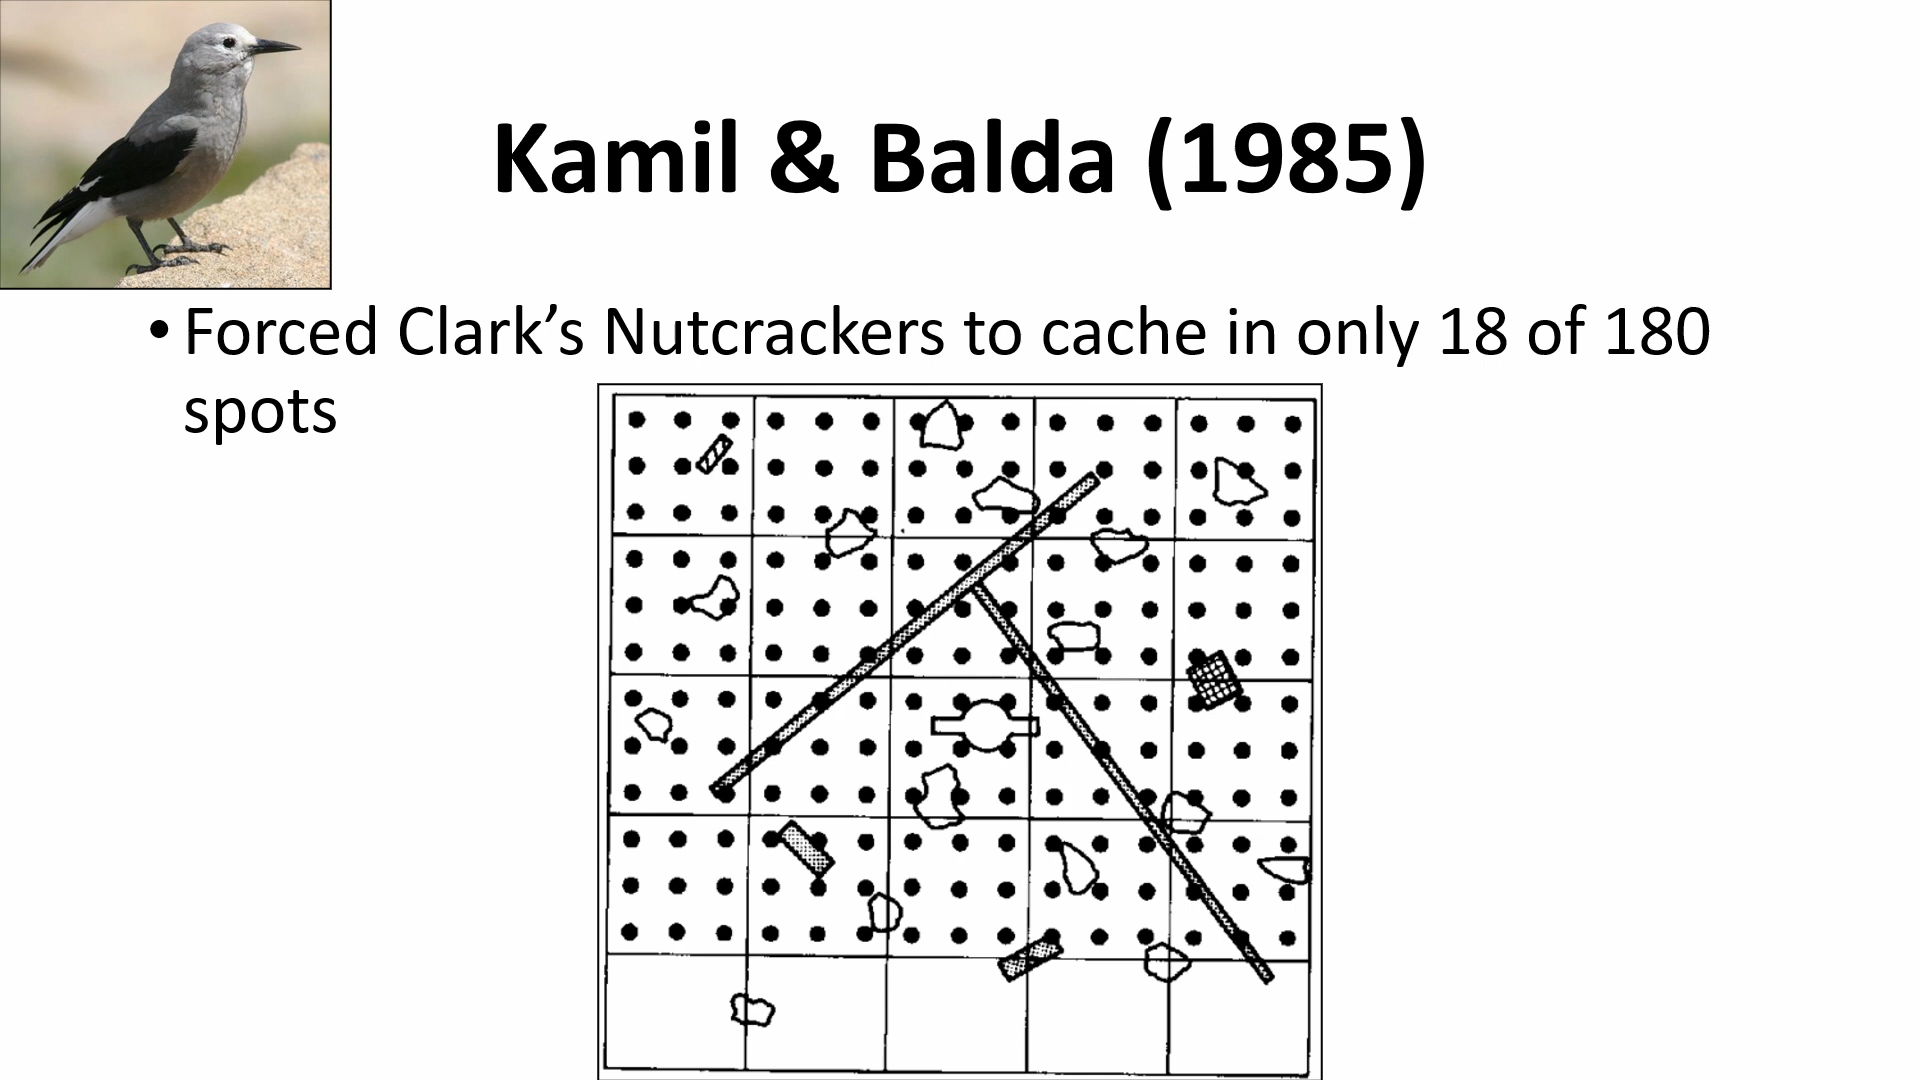 Kamil & Balda (1985)
• Forced Clark’s Nutcrackers to cache in only 18 of 180
spots